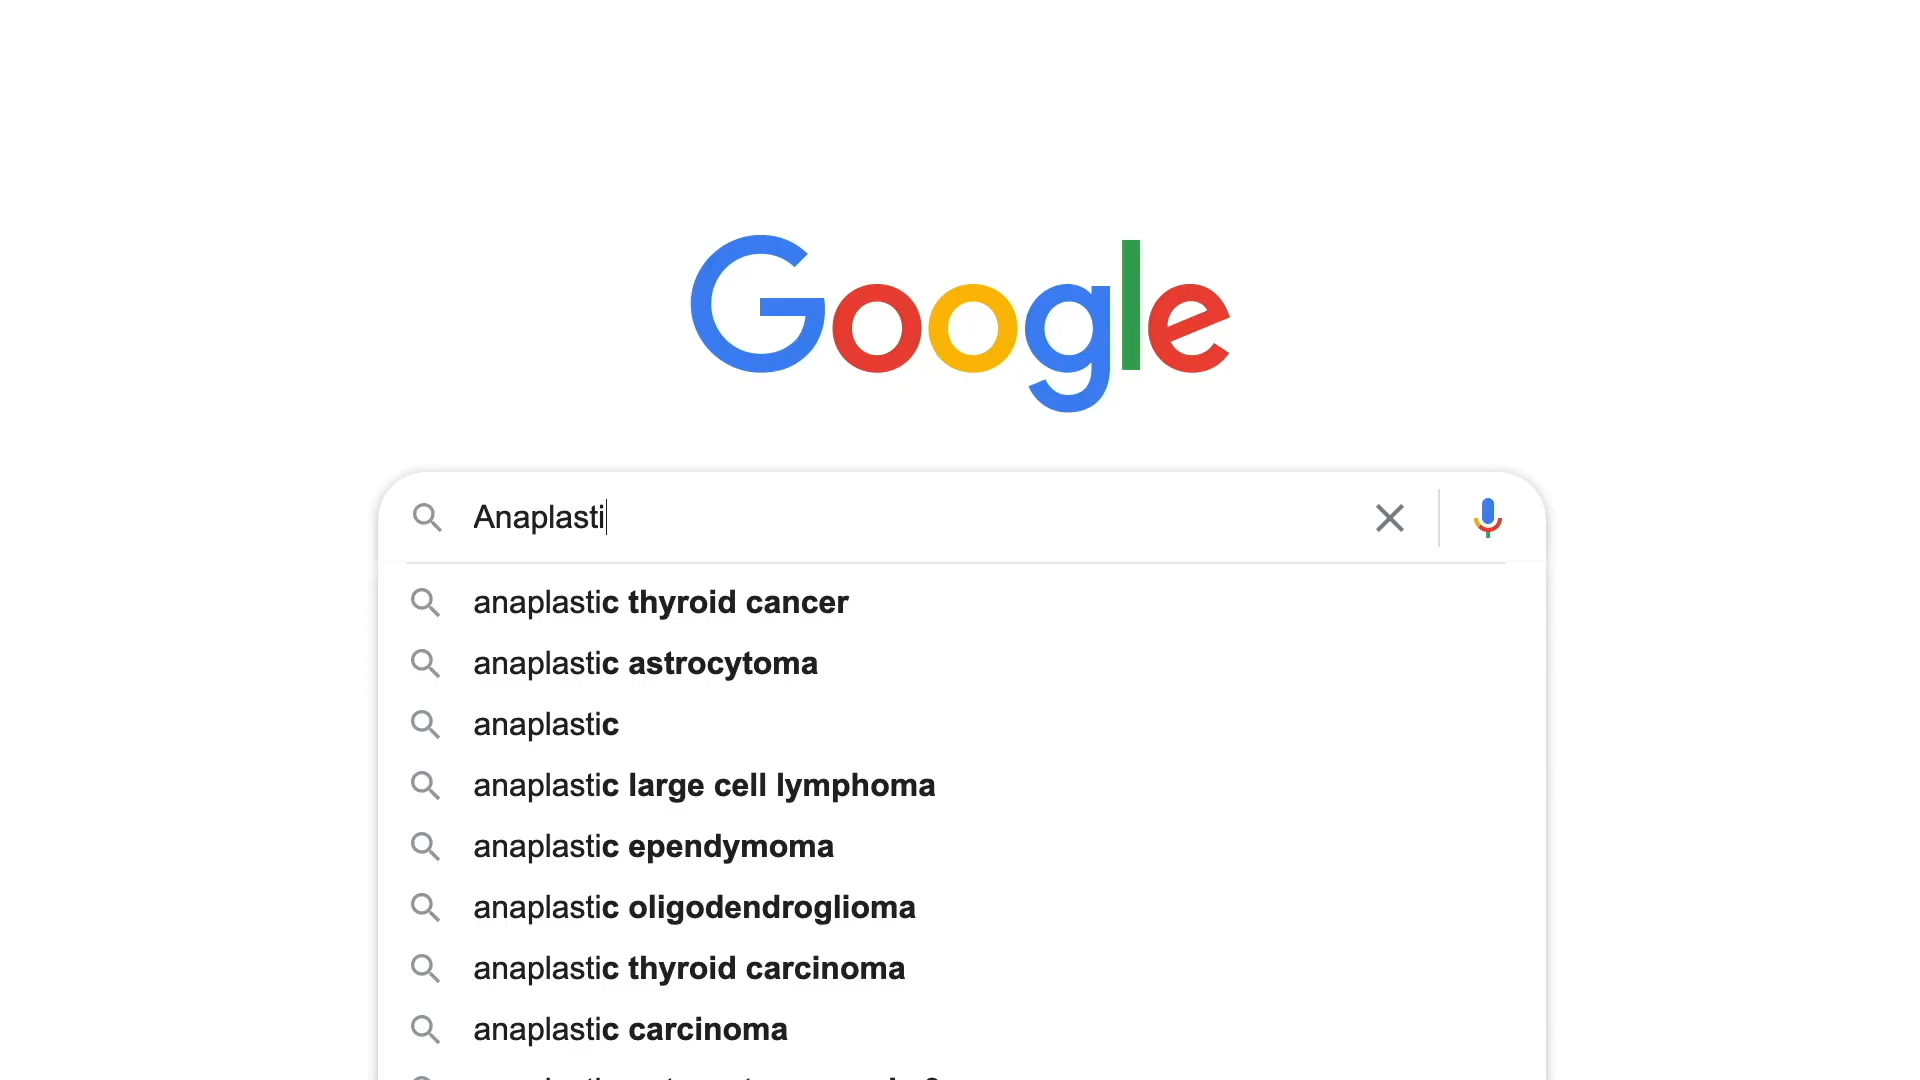 Google
Anaplasti
anaplastic thyroid cancer
anaplastic astrocytoma
anaplastic
anaplastic large cell lymphoma
anaplastic ependymoma
anaplastic oligodendroglioma
anaplastic thyroid carcinoma
anaplastic carcinoma